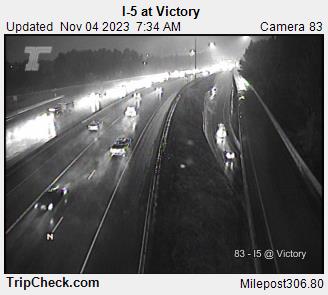 I-5 at Victory
Updated Nov 04 2023 7:34 AM Camera 83
T
N
83 - I5 @ Victory
TripCheck.com Milepost306.80